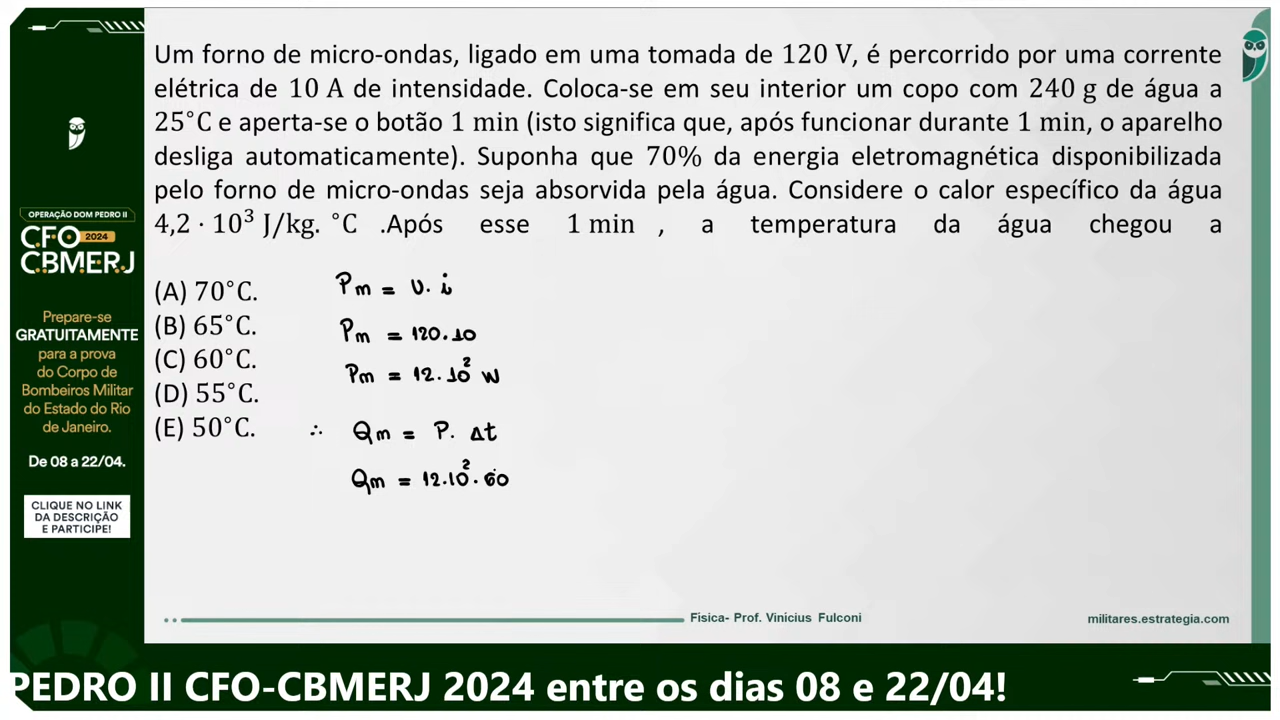 Um forno de micro-ondas, ligado em uma tomada de 120 V, é percorrido por uma corrente
elétrica de 10 A de intensidade. Coloca-se em seu interior um copo com 240 g de água a
25°C e aperta-se o botão 1 min (isto significa que, após funcionar durante 1 min, o aparelho
desliga automaticamente). Suponha que 70% da energia eletromagnética disponibilizada
pelo forno de micro-ondas seja absorvida pela água. Considere o calor específico da água
4,2 · 10³ J/kg. °C .Após esse 1 min , a temperatura da água chegou a
(A) 70°C.
(B) 65°C.
(C) 60°C.
(D) 55°C.
(E) 50°C.
Pm = U. i
Pm = 120.10
Pm = 12.10² W
∴ Qm = P. Δt
Qm = 12.10².60
OPERAÇÃO DOM PEDRO II
CFO 2024
CBMERJ
Prepare-se
GRATUITAMENTE
para a prova
do Corpo de
Bombeiros Militar
do Estado do Rio
de Janeiro.
De 08 a 22/04.
CLIQUE NO LINK
DA DESCRIÇÃO
E PARTICIPE!
Física- Prof. Vinícius Fulconi
militares.estrategia.com
PEDRO II CFO-CBMERJ 2024 entre os dias 08 e 22/04!